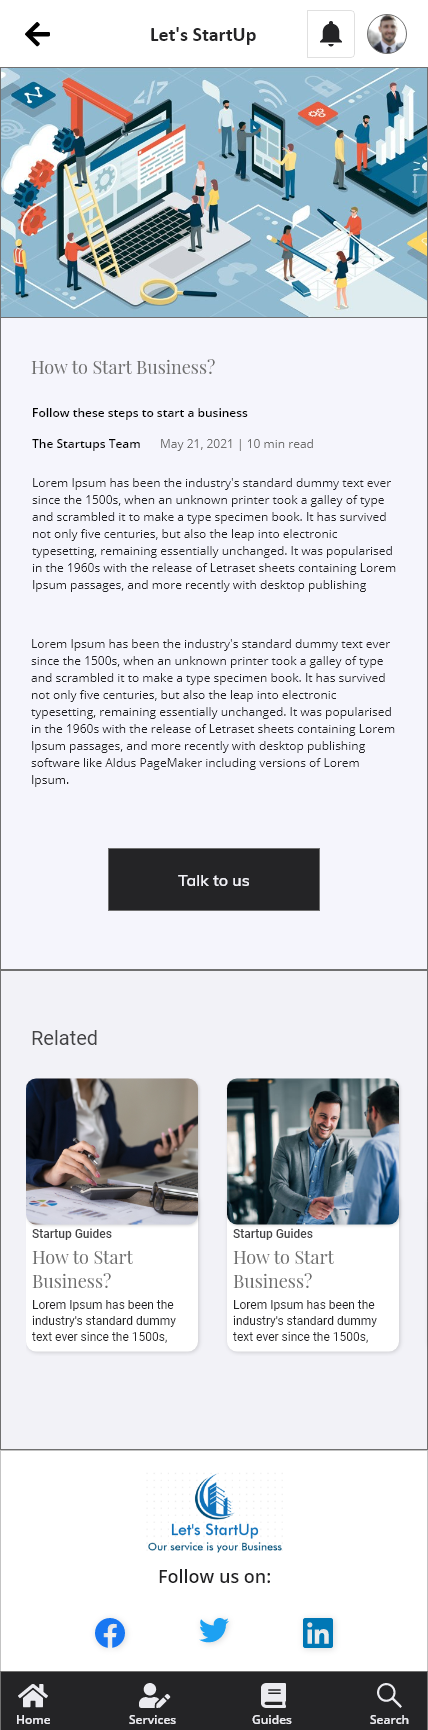 Let's StartUp
How to Start Business?
Follow these steps to start a business
The Startups Team May 21, 2021 | 10 min read
Lorem Ipsum has been the industry's standard dummy text ever
since the 1500s, when an unknown printer took a galley of type
and scrambled it to make a type specimen book. It has survived
not only five centuries, but also the leap into electronic
typesetting, remaining essentially unchanged. It was popularised
in the 1960s with the release of Letraset sheets containing Lorem
Ipsum passages, and more recently with desktop publishing
Lorem Ipsum has been the industry's standard dummy text ever
since the 1500s, when an unknown printer took a galley of type
and scrambled it to make a type specimen book. It has survived
not only five centuries, but also the leap into electronic
typesetting, remaining essentially unchanged. It was popularised
in the 1960s with the release of Letraset sheets containing Lorem
Ipsum passages, and more recently with desktop publishing
software like Aldus PageMaker including versions of Lorem
Ipsum.
Talk to us
Related
Startup Guides
How to Start
Business?
Lorem Ipsum has been the
industry's standard dummy
text ever since the 1500s,
Startup Guides
How to Start
Business?
Lorem Ipsum has been the
industry's standard dummy
text ever since the 1500s,
Let's StartUp
Our service is your Business
Follow us on:
Home Services Guides Search